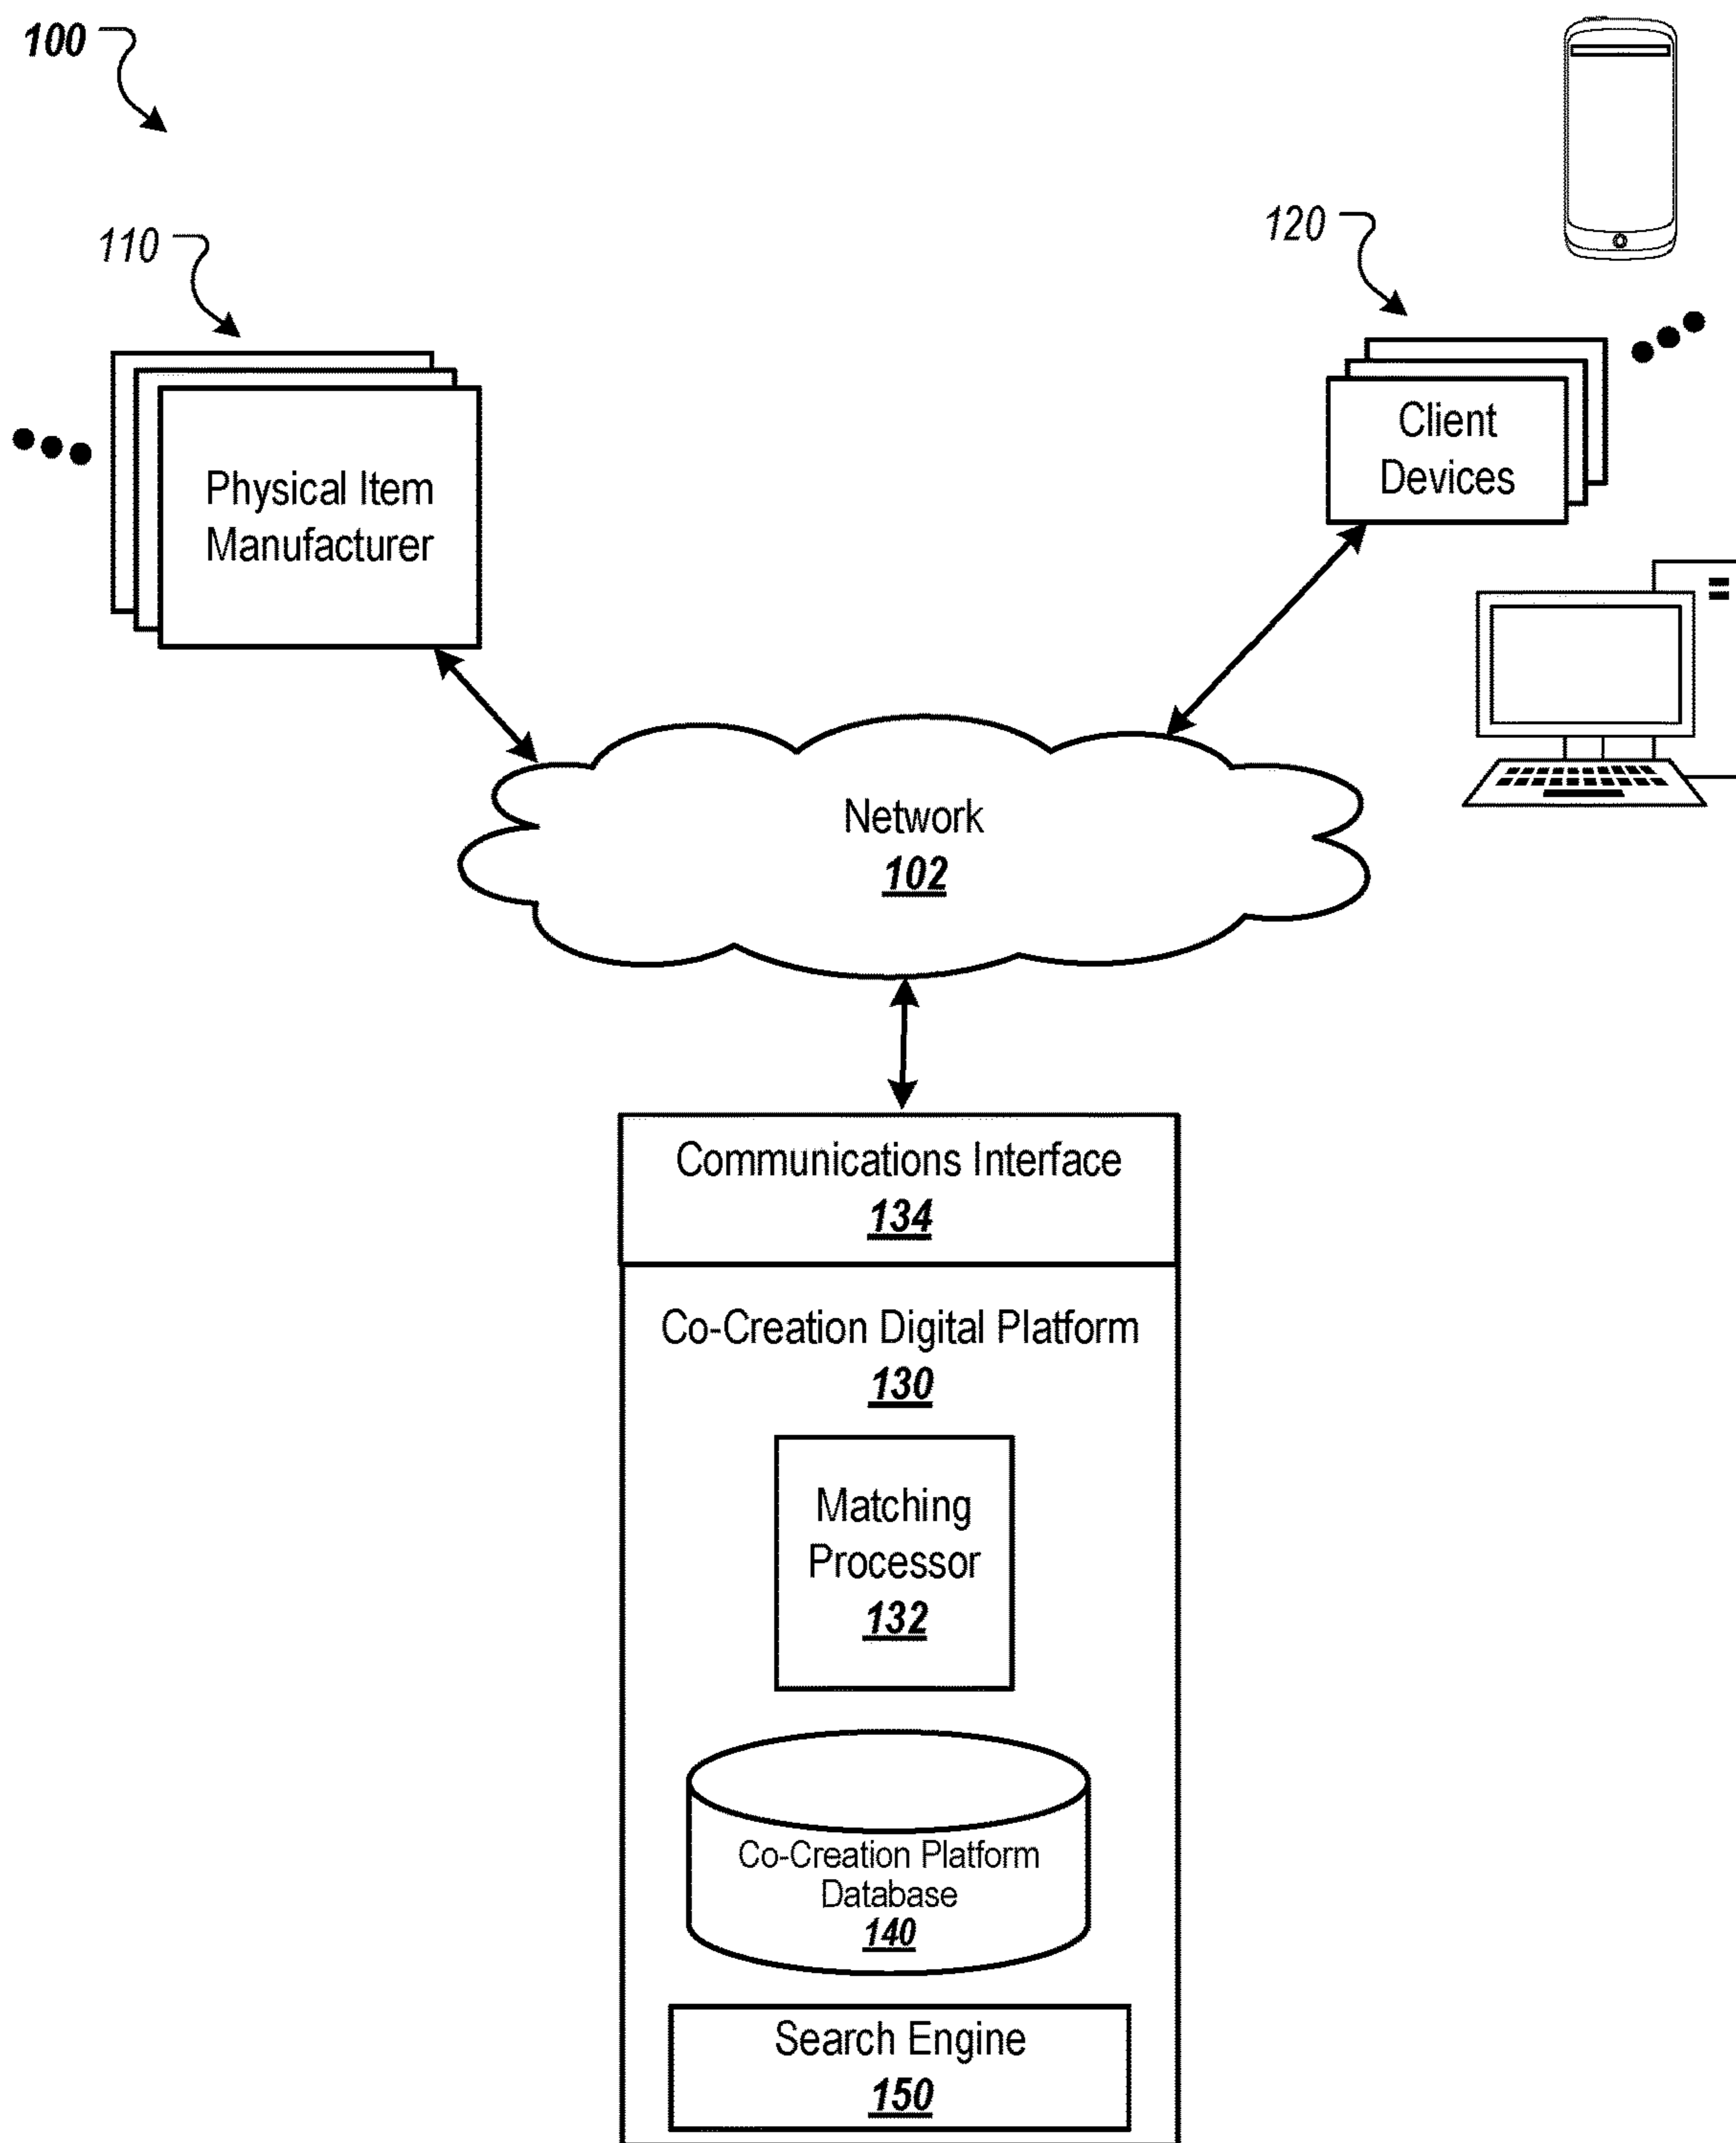 100
110
120
Physical Item
Manufacturer
Client
Devices
Network
102
Communications Interface
134
Co-Creation Digital Platform
130
Matching
Processor
132
Co-Creation Platform
Database
140
Search Engine
150